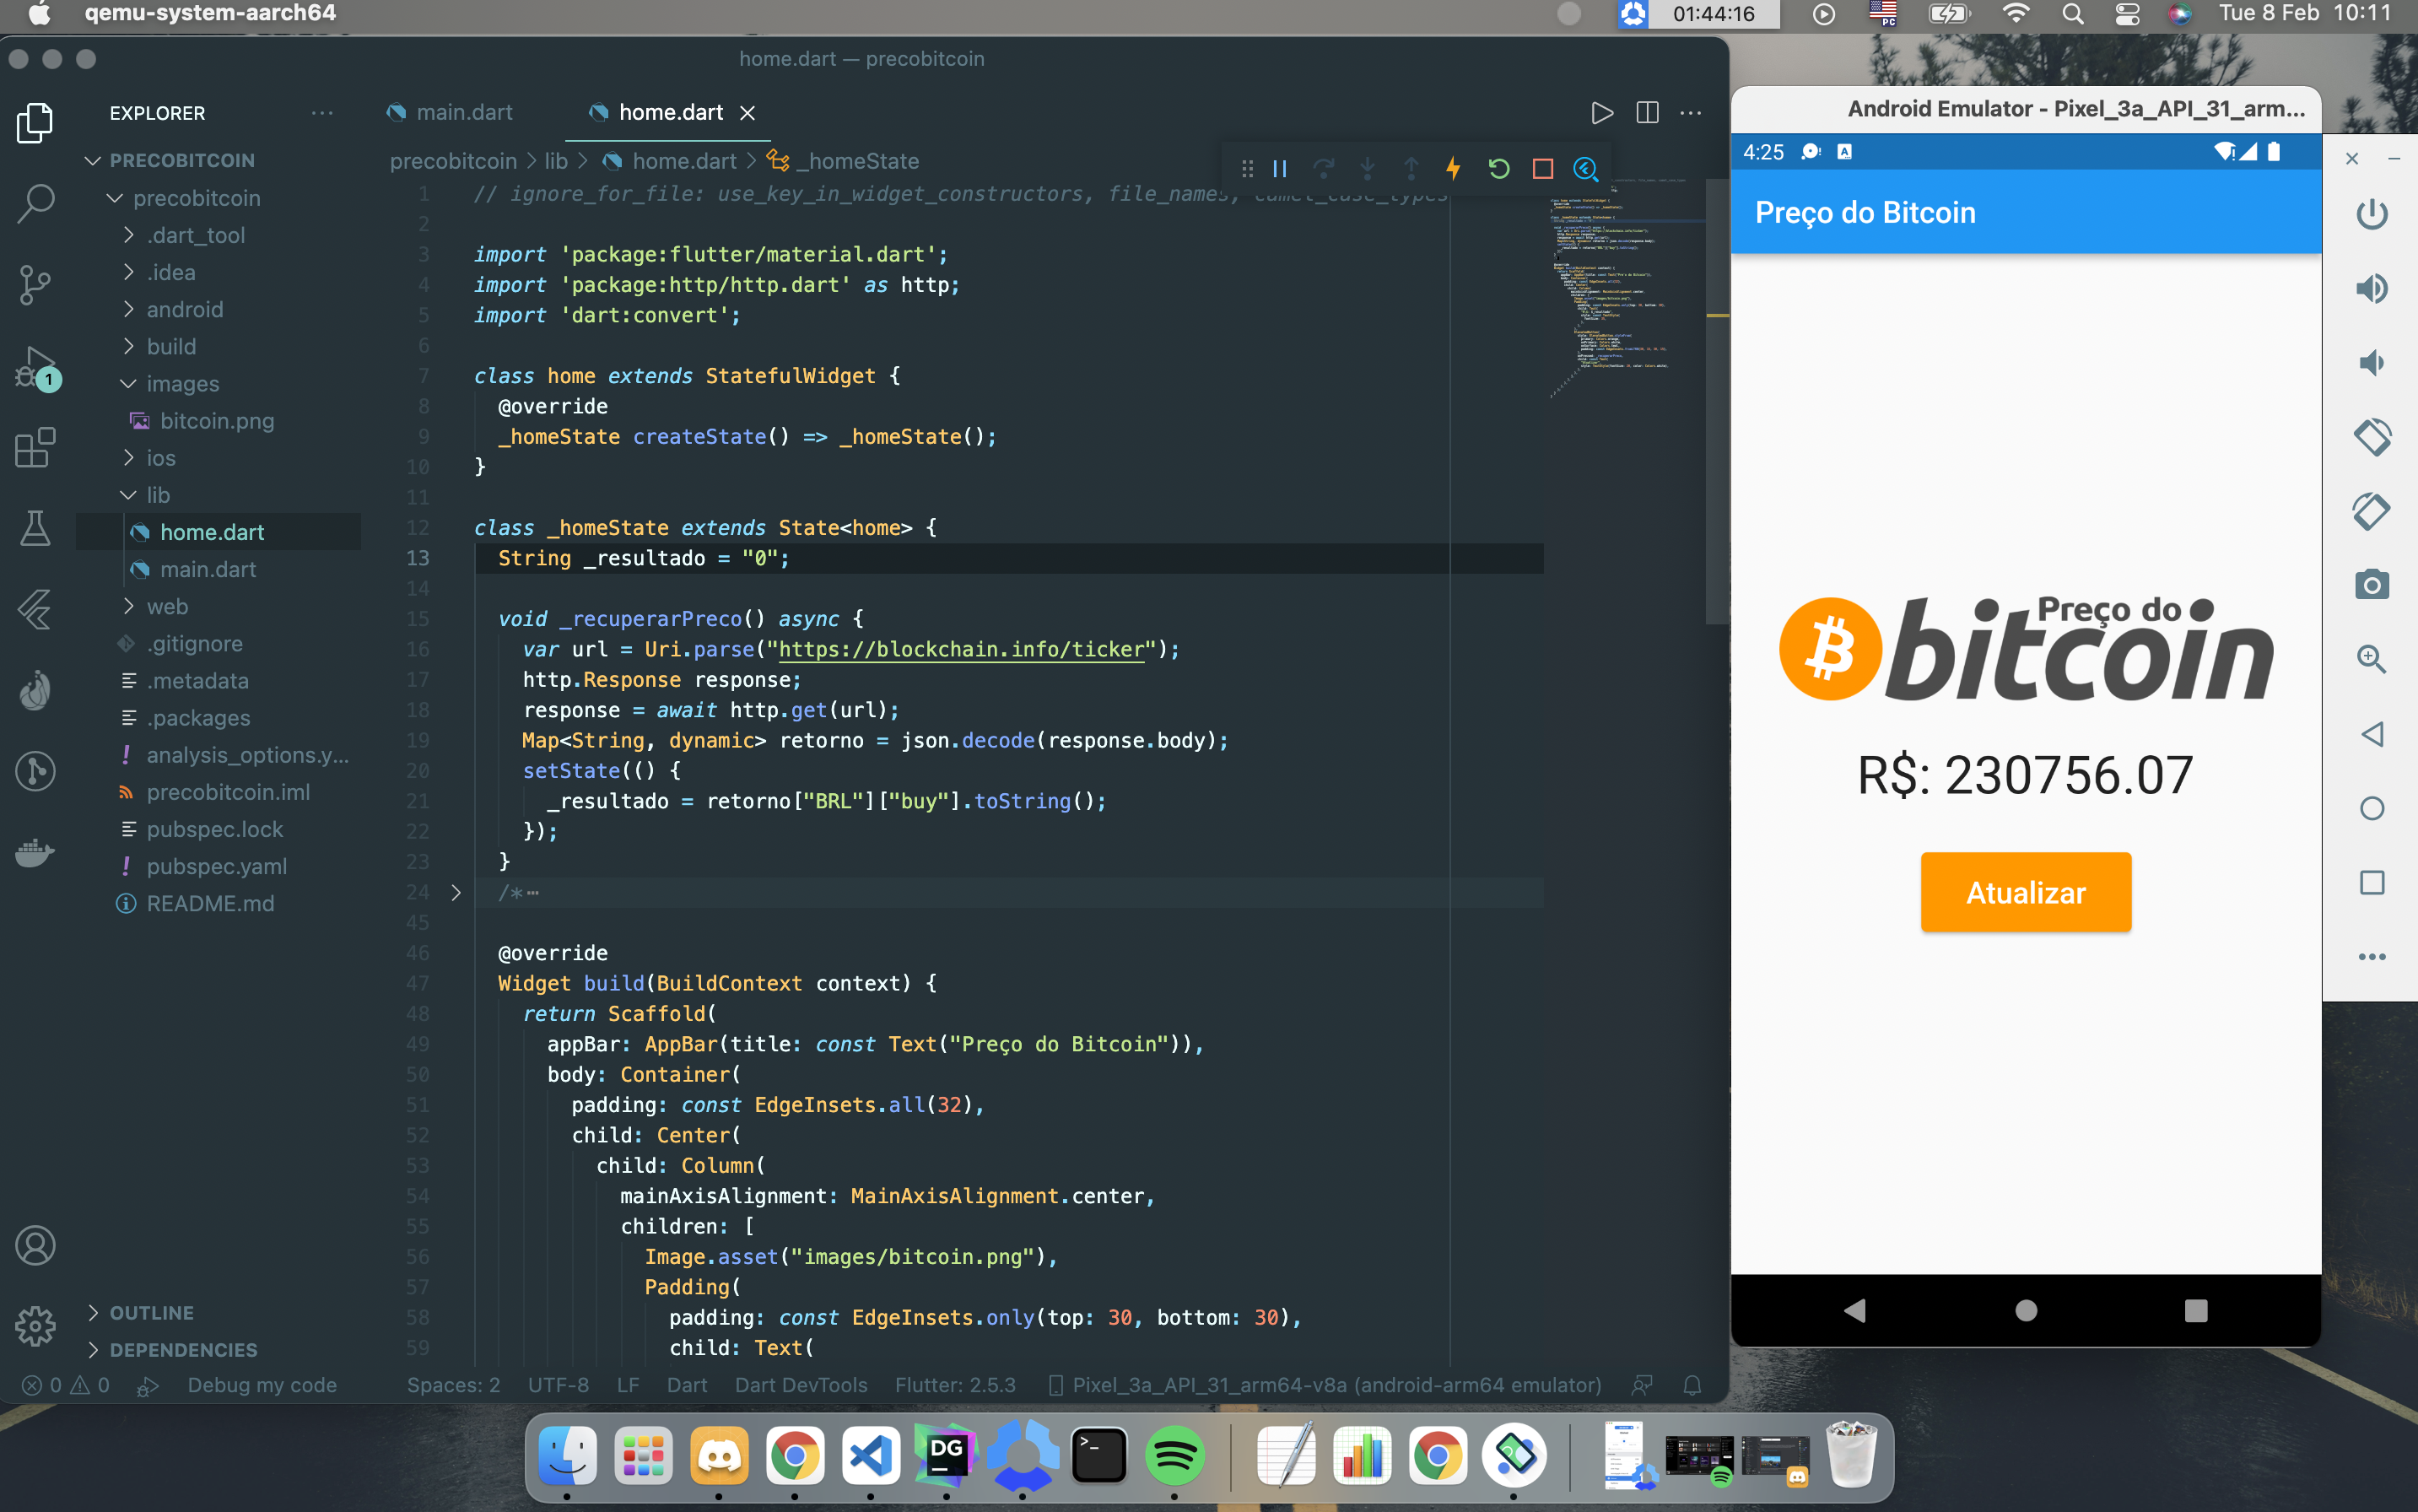 qemu-system-aarch64
01:44:16
PC
Tue 8 Feb 10:11
home.dart — precobitcoin
EXPLORER
PRECOBITCOIN
precobitcoin
.dart_tool
.idea
android
build
images
bitcoin.png
ios
lib
home.dart
main.dart
web
.gitignore
.metadata
.packages
analysis_options.y...
precobitcoin.iml
pubspec.lock
pubspec.yaml
README.md
OUTLINE
DEPENDENCIES
1
main.dart
home.dart
precobitcoin > lib > home.dart > _homeState
1 // ignore_for_file: use_key_in_widget_constructors, file_names, camel_case_types
2
3 import 'package:flutter/material.dart';
4 import 'package:http/http.dart' as http;
5 import 'dart:convert';
6
7 class home extends StatefulWidget {
8 @override
9 _homeState createState() => _homeState();
10 }
11
12 class _homeState extends State<home> {
13 String _resultado = "0";
14
15 void _recuperarPreco() async {
16 var url = Uri.parse("https://blockchain.info/ticker");
17 http.Response response;
18 response = await http.get(url);
19 Map<String, dynamic> retorno = json.decode(response.body);
20 setState(() {
21 _resultado = retorno["BRL"]["buy"].toString();
22 });
23 }
24 /*⋯
45
46 @override
47 Widget build(BuildContext context) {
48 return Scaffold(
49 appBar: AppBar(title: const Text("Preço do Bitcoin")),
50 body: Container(
51 padding: const EdgeInsets.all(32),
52 child: Center(
53 child: Column(
54 mainAxisAlignment: MainAxisAlignment.center,
55 children: [
56 Image.asset("images/bitcoin.png"),
57 Padding(
58 padding: const EdgeInsets.only(top: 30, bottom: 30),
59 child: Text(
0 0 Debug my code Spaces: 2 UTF-8 LF Dart Dart DevTools Flutter: 2.5.3 Pixel_3a_API_31_arm64-v8a (android-arm64 emulator)
Android Emulator - Pixel_3a_API_31_arm...
4:25
A
Preço do Bitcoin
Preço do
bitcoin
R$: 230756.07
Atualizar
DG
>_